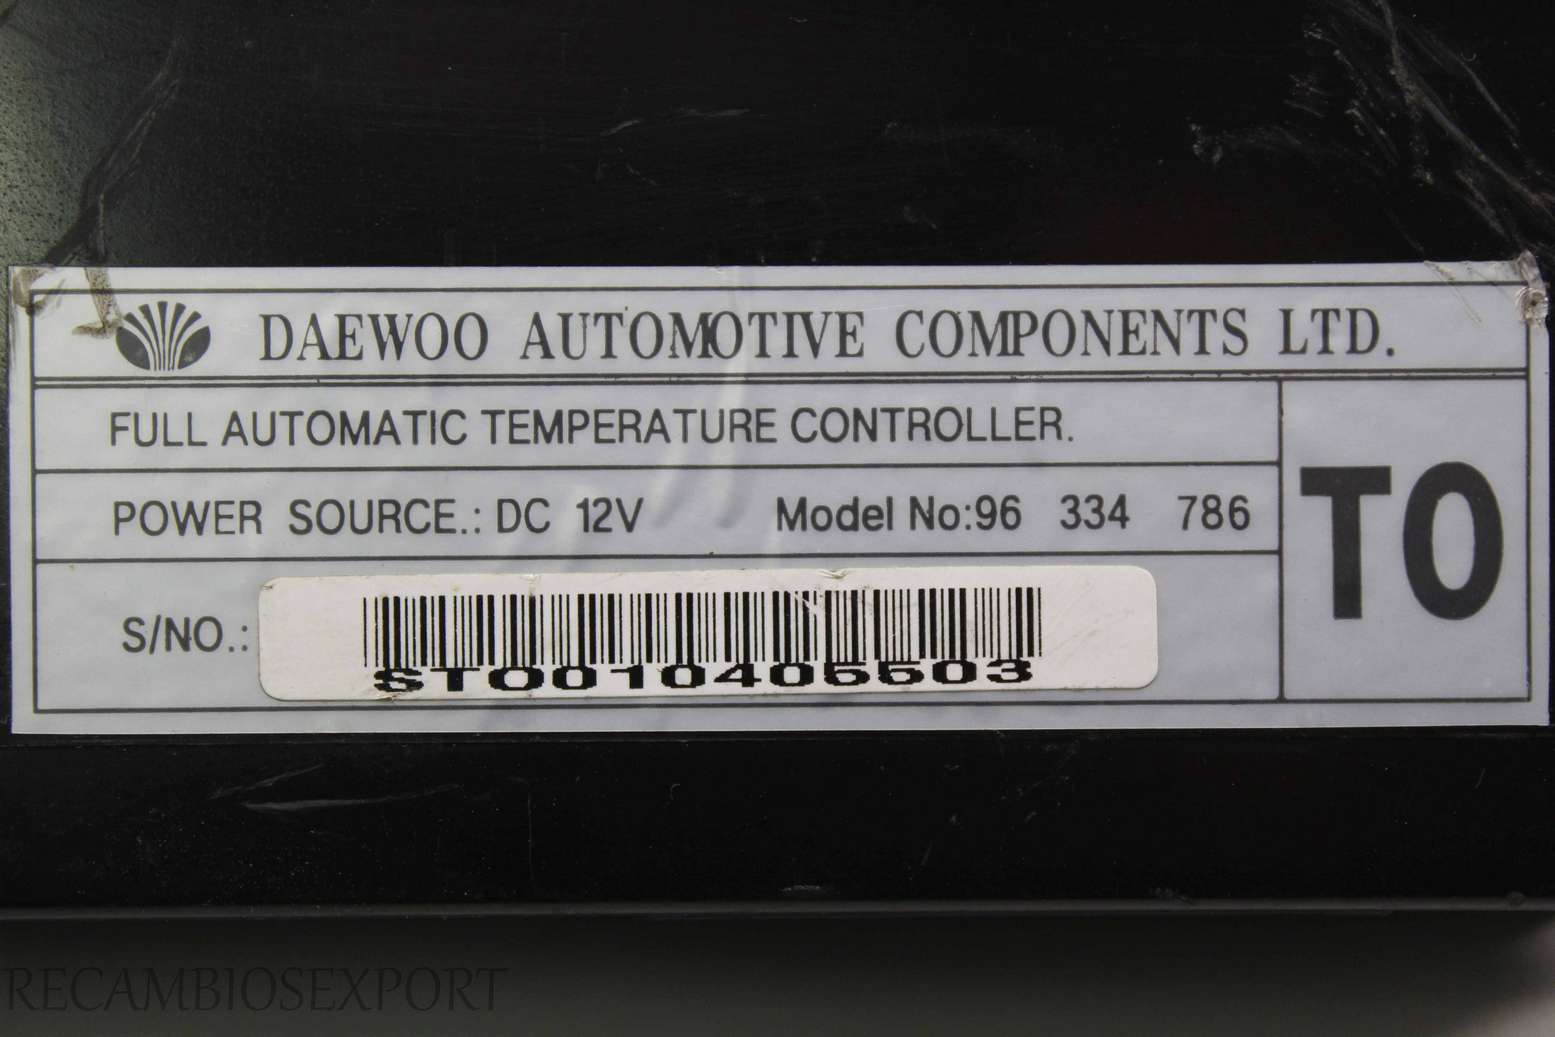 DAEWOO AUTOMOTIVE COMPONENTS LTD.
FULL AUTOMATIC TEMPERATURE CONTROLLER.
POWER SOURCE.: DC 12V Model No:96 334 786
TO
S/NO.:
STO010405503
RECAMBIOSEXPORT